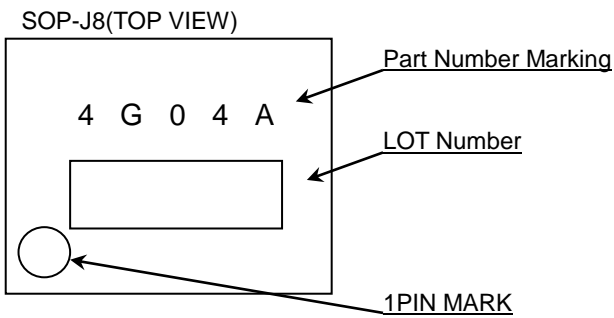 SOP-J8(TOP VIEW)
Part Number Marking
4 G 0 4 A
LOT Number
1PIN MARK